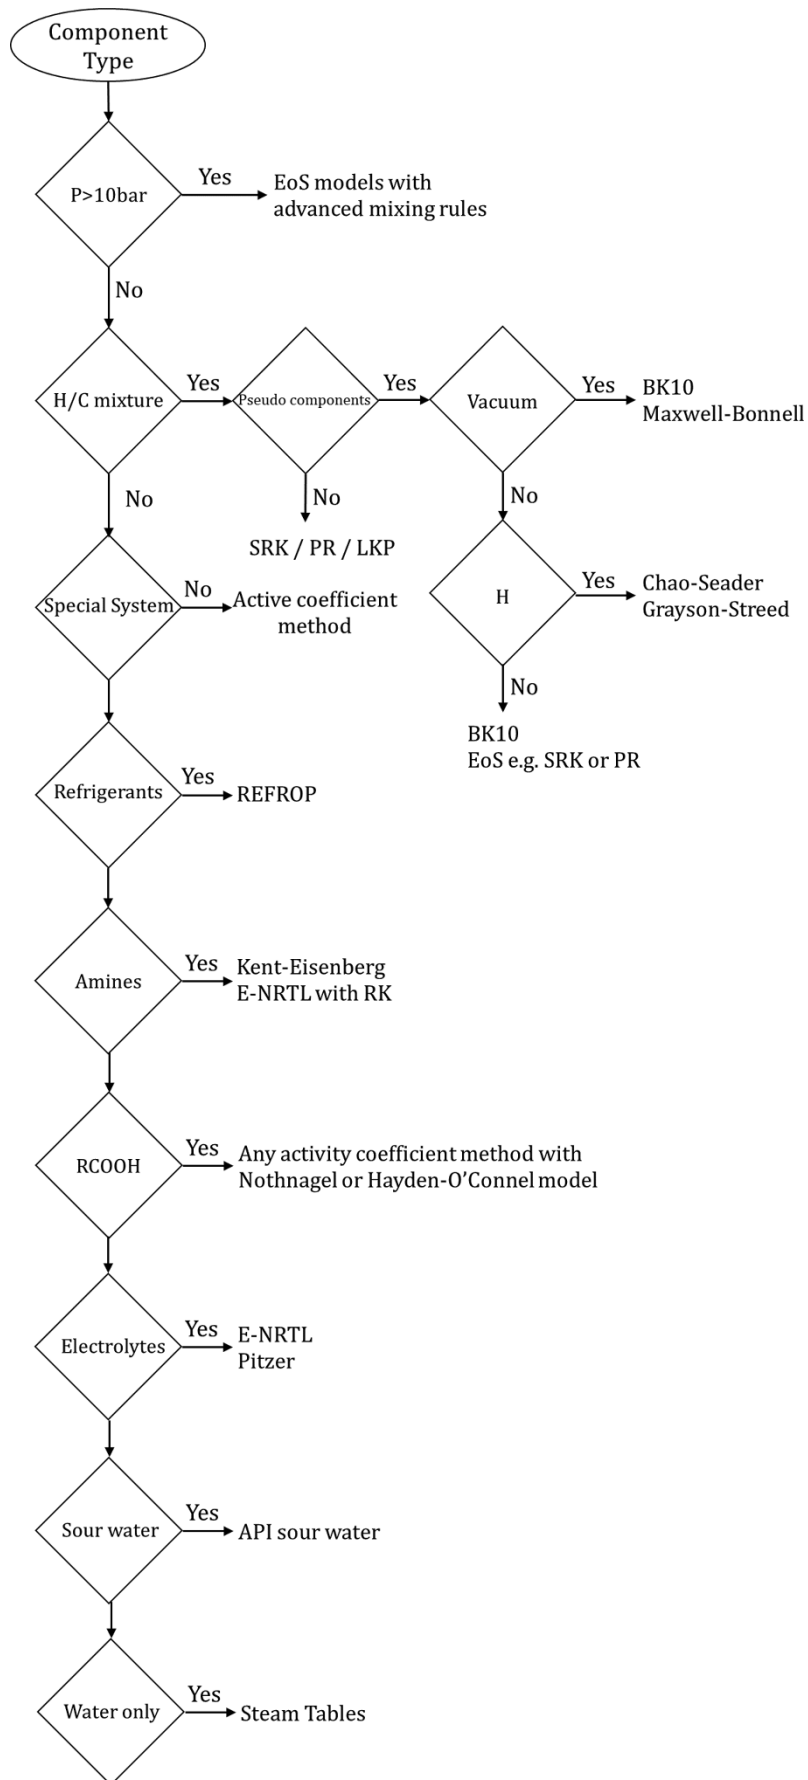 Component
Type
P>10bar
Yes
EoS models with
advanced mixing rules
No
H/C mixture
Yes
Pseudo components
Yes
Vacuum
Yes
BK10
Maxwell-Bonnell
No
No
No
SRK / PR / LKP
Special System
No
Active coefficient
method
H
Yes
Chao-Seader
Grayson-Streed
No
BK10
EoS e.g. SRK or PR
Refrigerants
Yes
REFROP
Amines
Yes
Kent-Eisenberg
E-NRTL with RK
RCOOH
Yes
Any activity coefficient method with
Nothnagel or Hayden-O'Connel model
Electrolytes
Yes
E-NRTL
Pitzer
Sour water
Yes
API sour water
Water only
Yes
Steam Tables